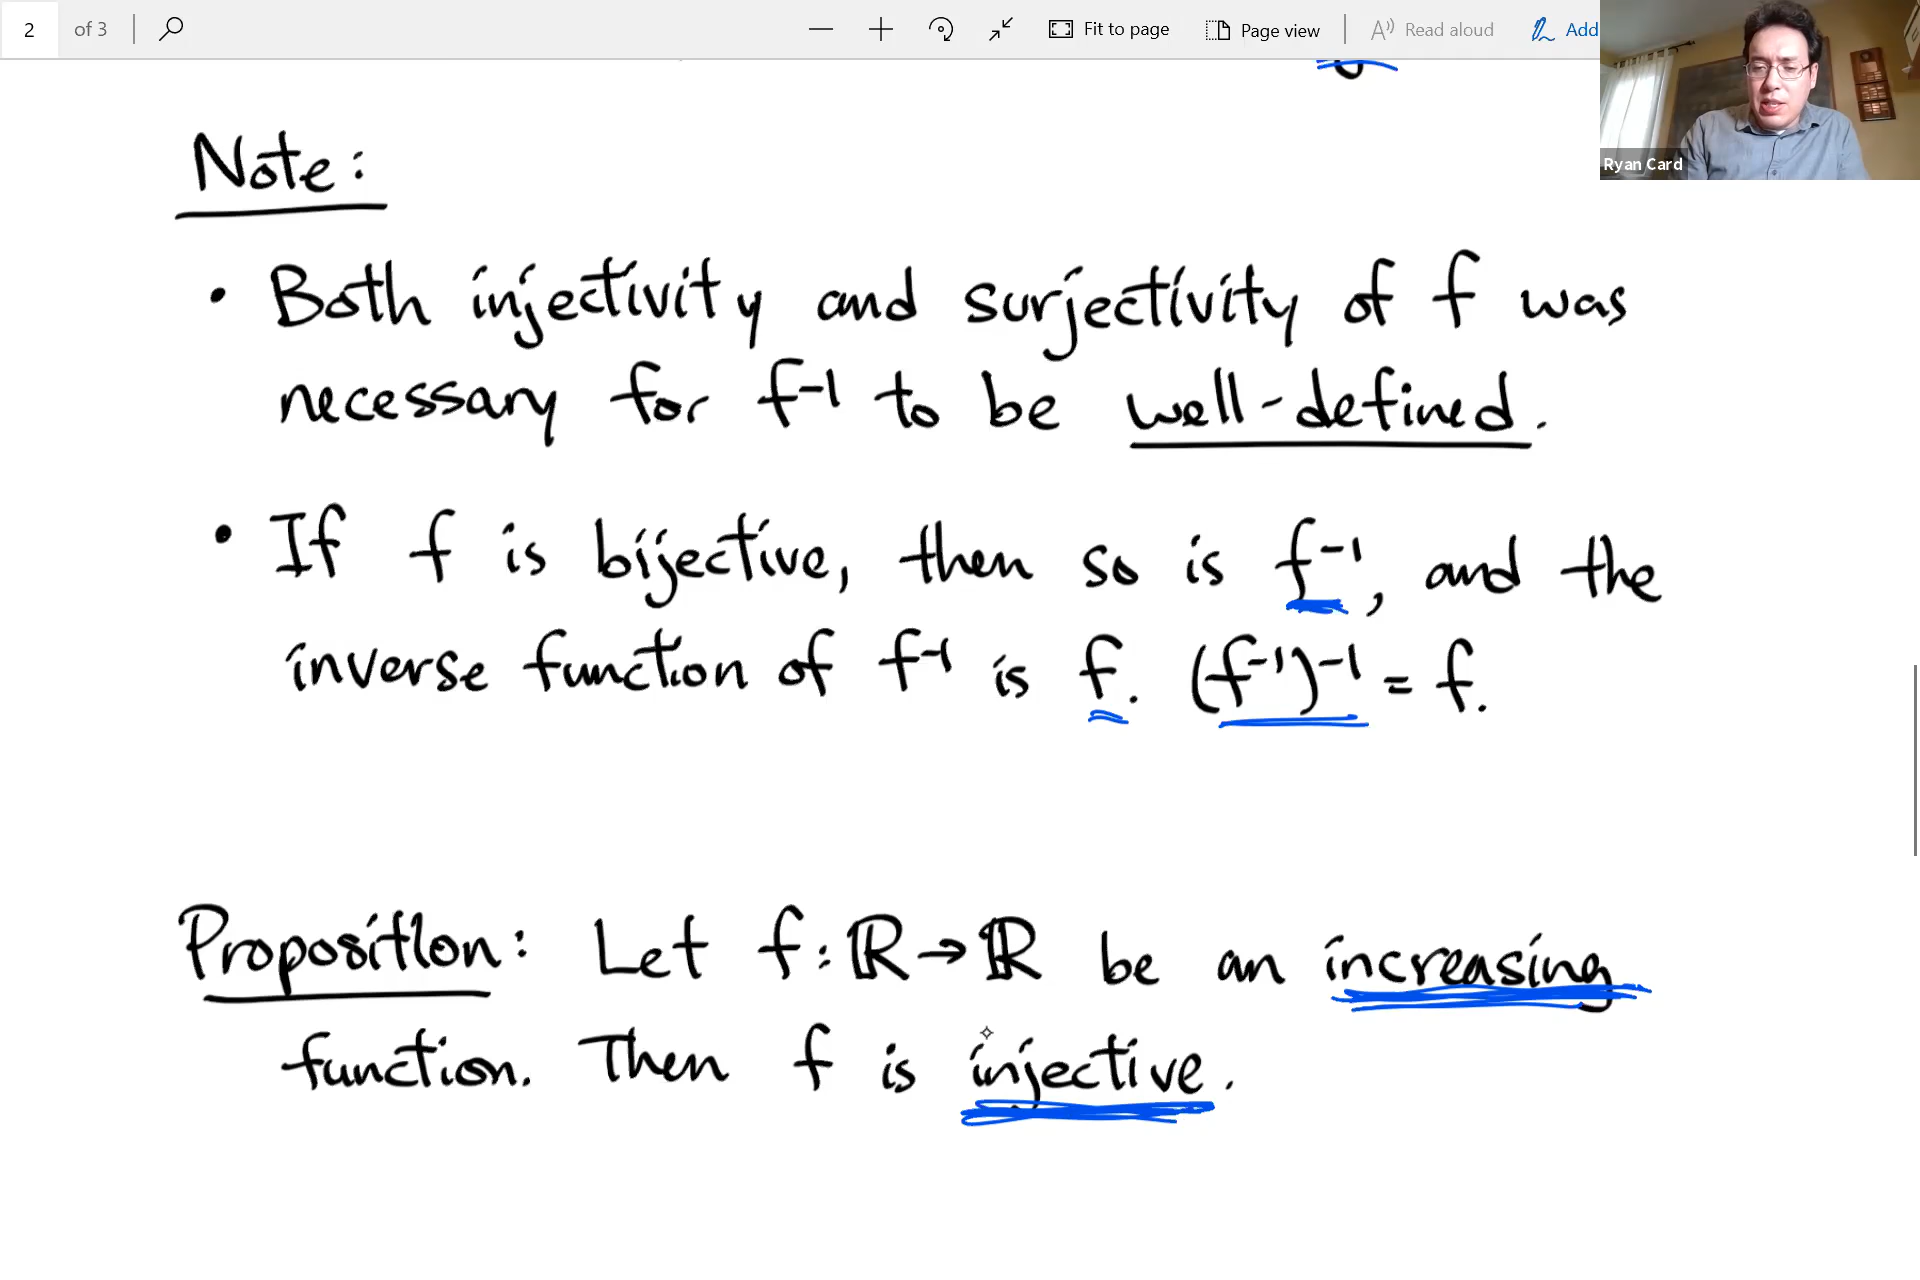 2 of 3 Fit to page Page view Read aloud Add
Ryan Card
Note:
• Both injectivity and surjectivity of f was
necessary for f⁻¹ to be well-defined.
• If f is bijective, then so is f⁻¹, and the
inverse function of f⁻¹ is f. (f⁻¹)⁻¹ = f.
Proposition: Let f: ℝ → ℝ be an increasing
function. Then f is injective.